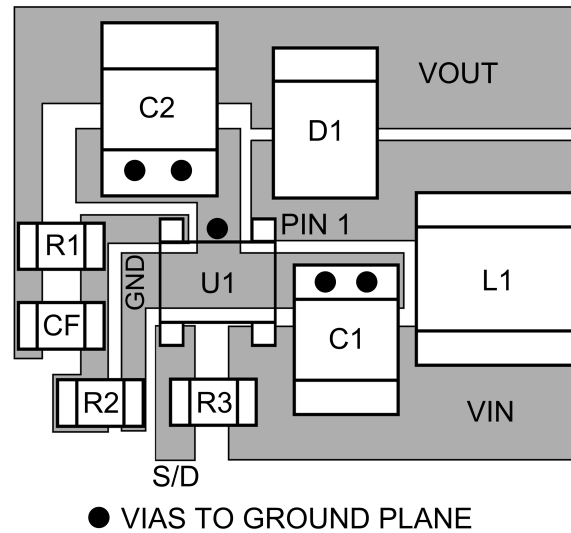 VOUT
C2
D1
PIN 1
R1
GND
U1
L1
CF
C1
R2
R3
VIN
S/D
VIAS TO GROUND PLANE